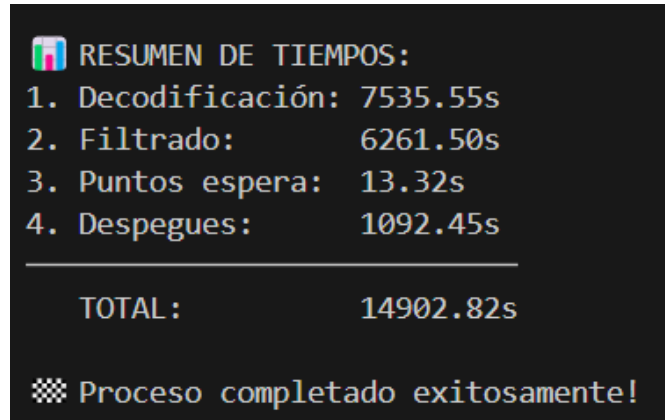 📊 RESUMEN DE TIEMPOS:
1. Decodificación: 7535.55s
2. Filtrado: 6261.50s
3. Puntos espera: 13.32s
4. Despegues: 1092.45s
TOTAL: 14902.82s
🏁 Proceso completado exitosamente!